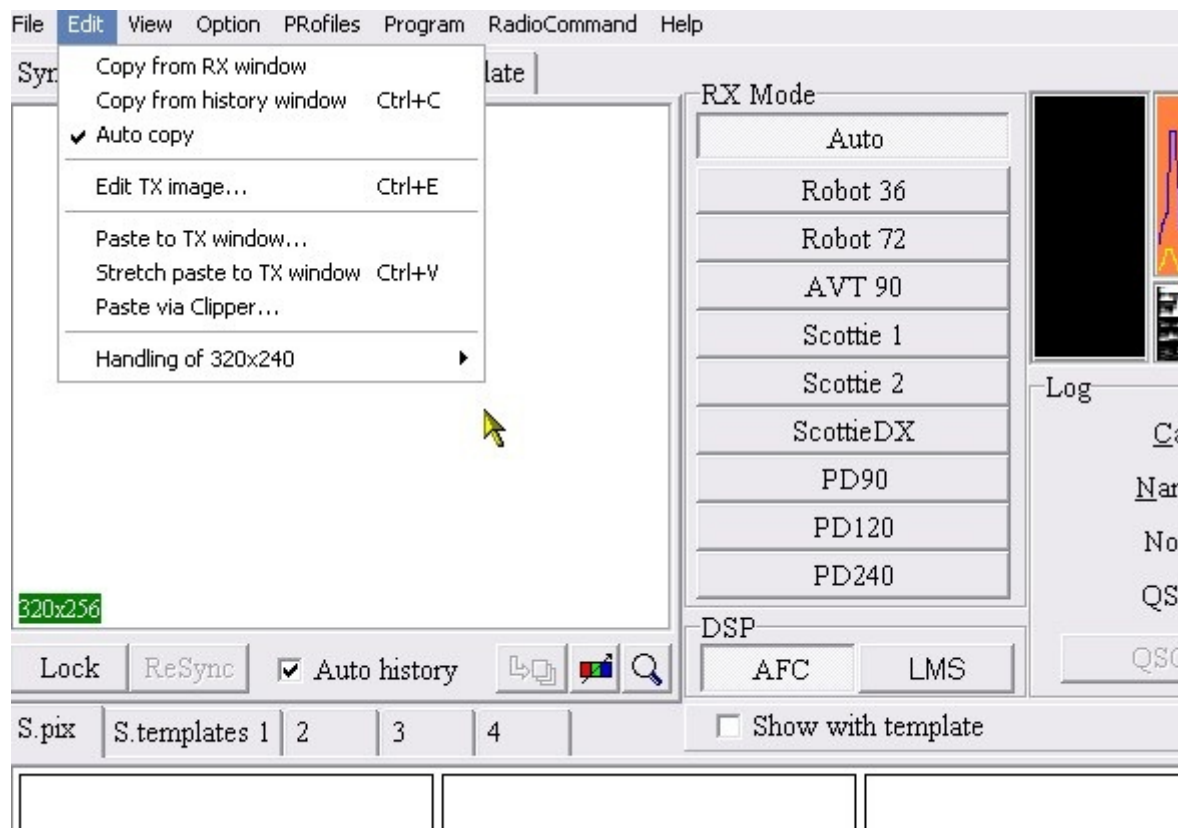 File Edit View Option PRofiles Program RadioCommand Help
Copy from RX window
Copy from history window Ctrl+C
Auto copy
Edit TX image... Ctrl+E
Paste to TX window...
Stretch paste to TX window Ctrl+V
Paste via Clipper...
Handling of 320x240
RX Mode
Auto
Robot 36
Robot 72
AVT 90
Scottie 1
Scottie 2
ScottieDX
PD90
PD120
PD240
Log
320x256
Lock ReSync Auto history
DSP
AFC LMS
S.pix S.templates 1 2 3 4
Show with template